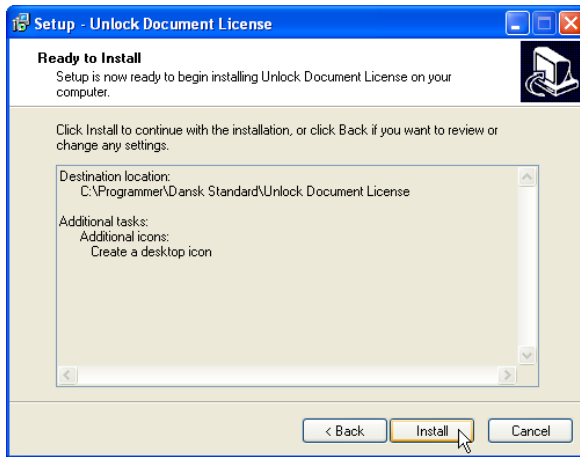 Setup - Unlock Document License
Ready to Install
Setup is now ready to begin installing Unlock Document License on your
computer.
Click Install to continue with the installation, or click Back if you want to review or
change any settings.
Destination location:
C:\Programmer\Dansk Standard\Unlock Document License
Additional tasks:
Additional icons:
Create a desktop icon
< Back
Install
Cancel